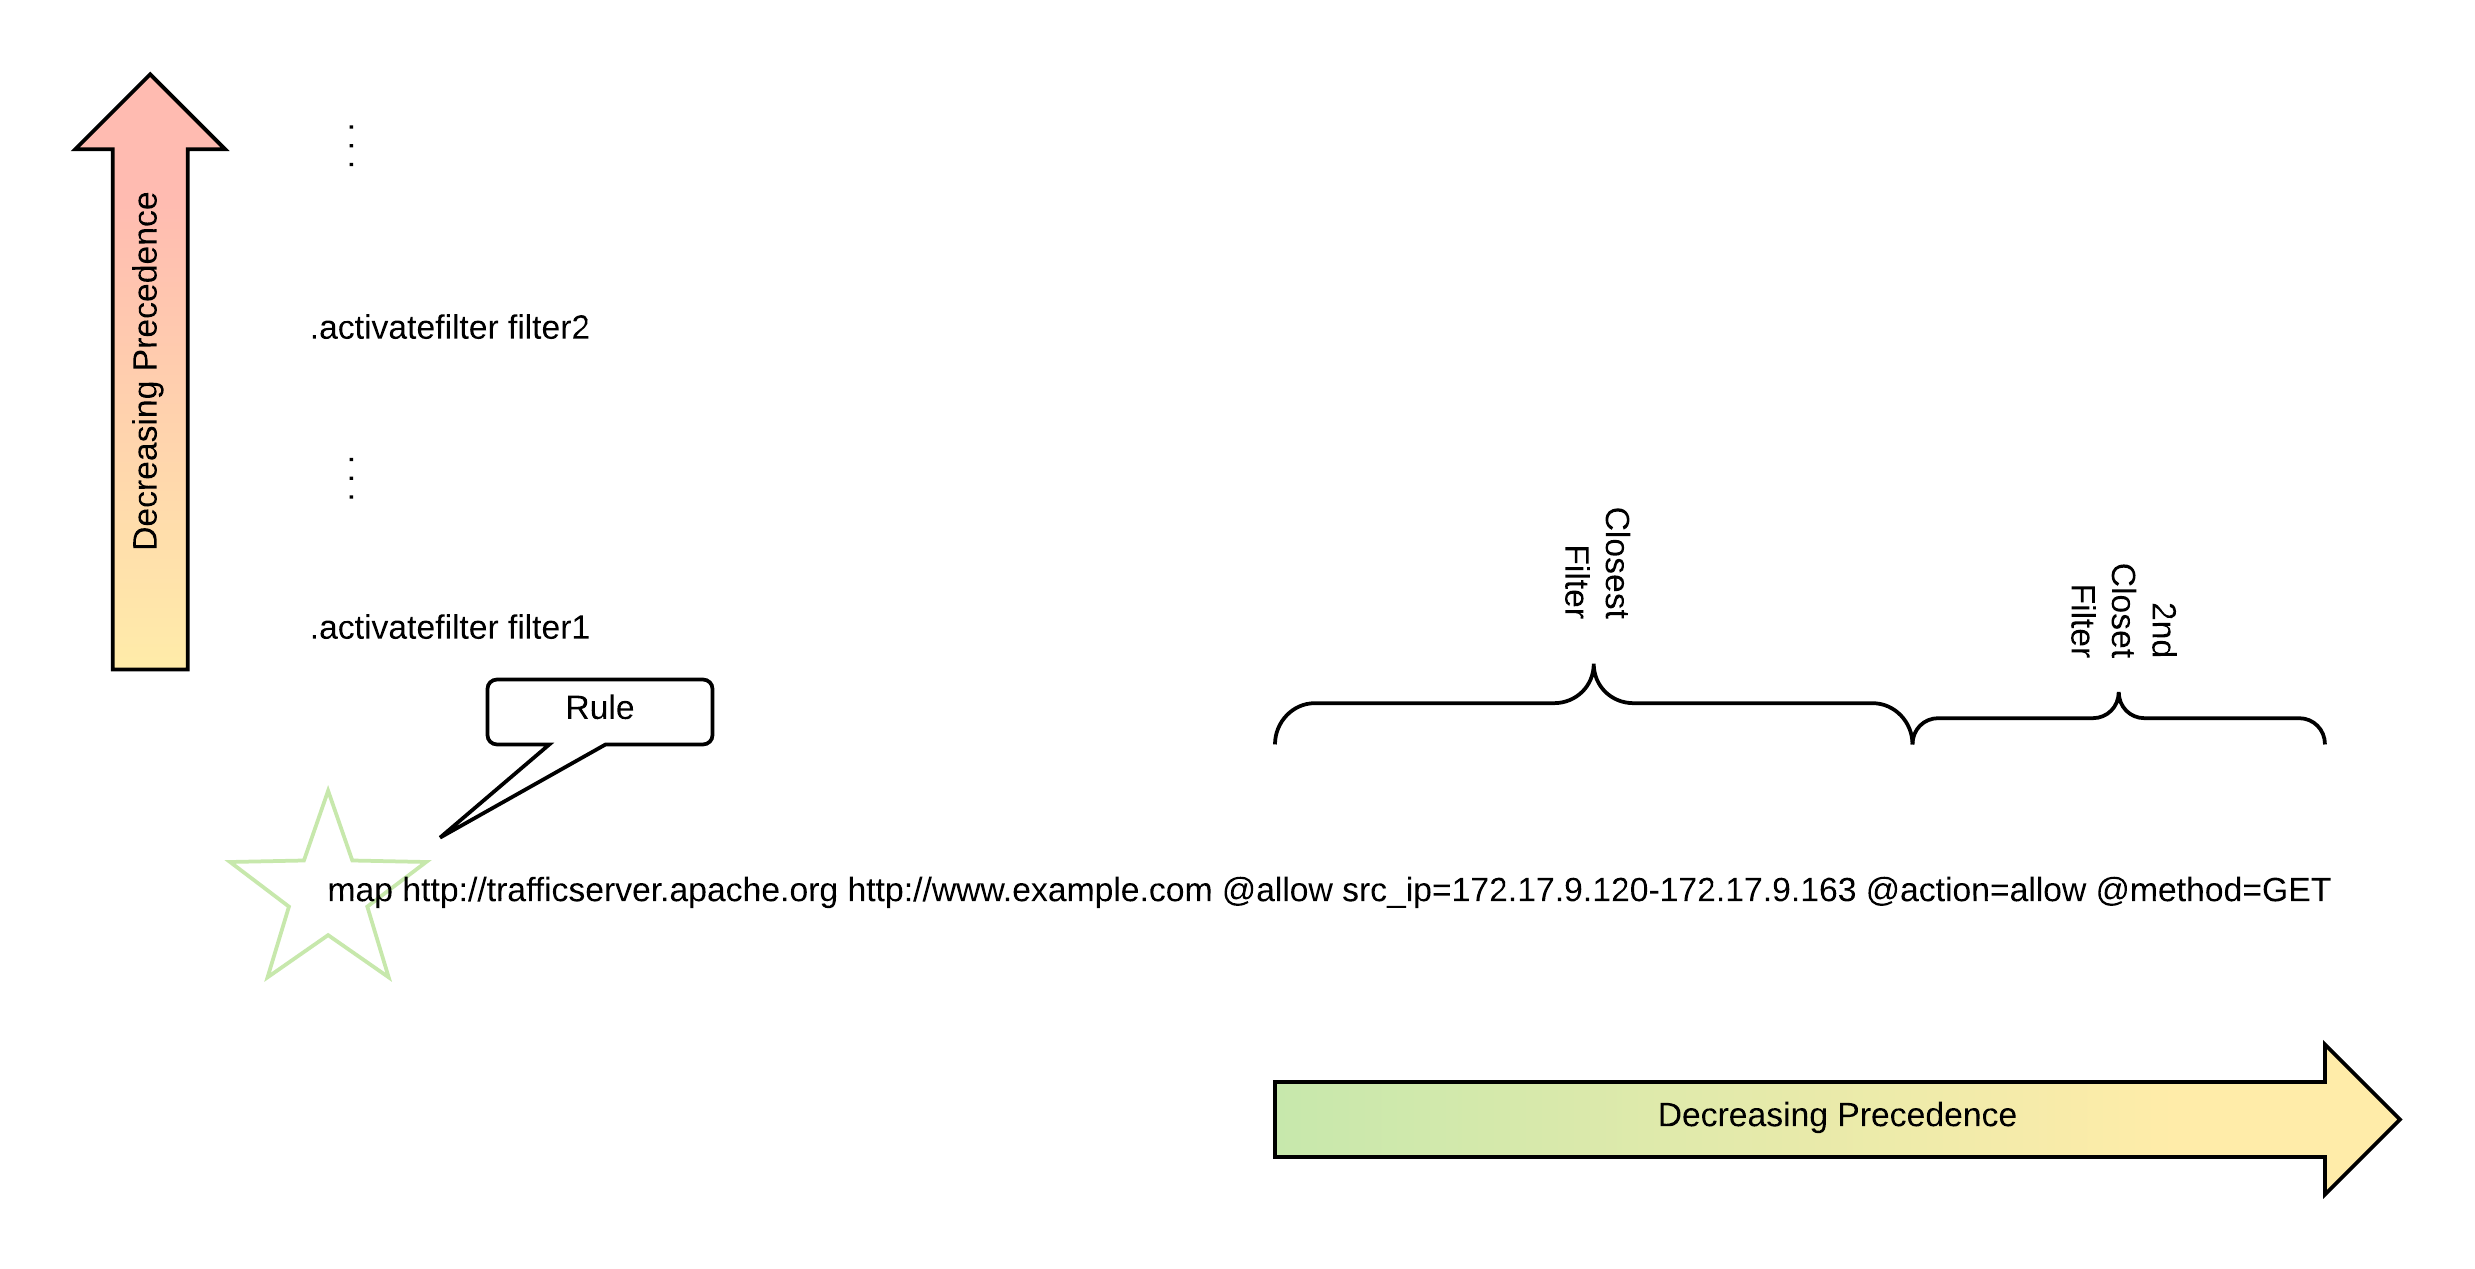 Decreasing Precedence
.
.
.
.activatefilter filter2
.
.
.
.activatefilter filter1
Rule
Closest
Filter
2nd
Closet
Filter
map http://trafficserver.apache.org http://www.example.com @allow src_ip=172.17.9.120-172.17.9.163 @action=allow @method=GET
Decreasing Precedence